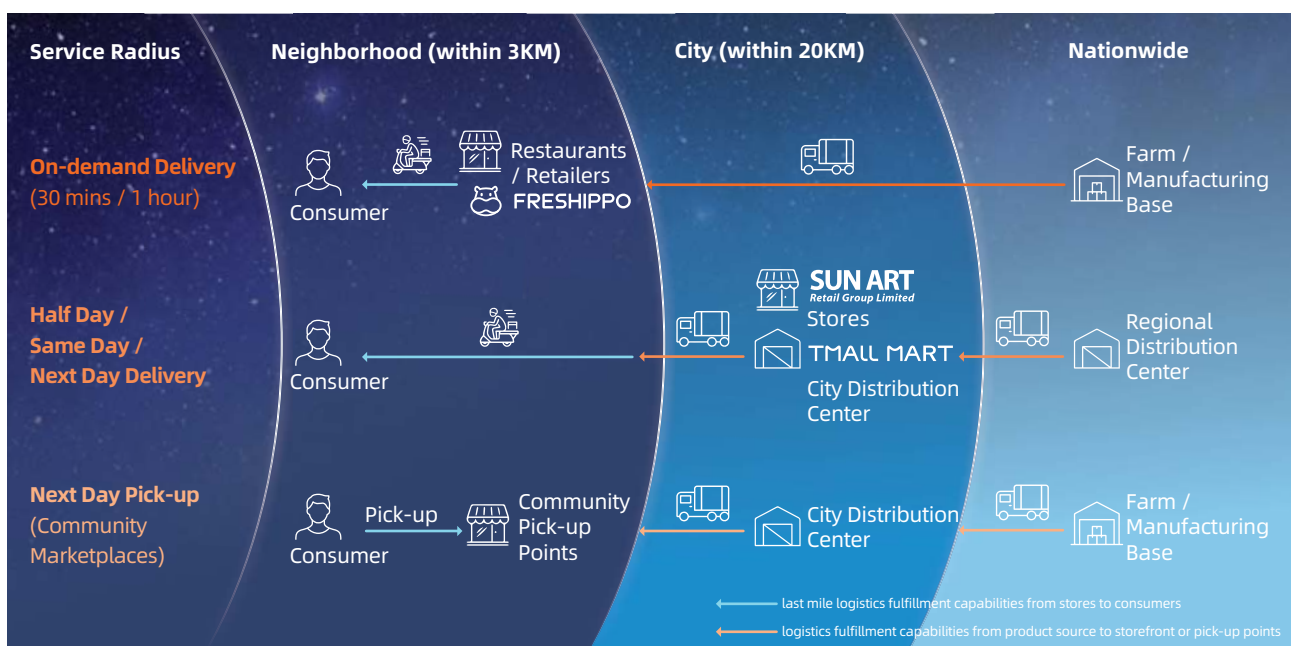 Service Radius
Neighborhood (within 3KM)
City (within 20KM)
Nationwide
On-demand Delivery
(30 mins / 1 hour)
Consumer
Restaurants
/ Retailers
FRESHIPPO
Farm /
Manufacturing
Base
Half Day /
Same Day /
Next Day Delivery
Consumer
SUN ART
Retail Group Limited
Stores
TMALL MART
City Distribution
Center
Regional
Distribution
Center
Next Day Pick-up
(Community
Marketplaces)
Consumer
Pick-up
Community
Pick-up
Points
City Distribution
Center
Farm /
Manufacturing
Base
last mile logistics fulfillment capabilities from stores to consumers
logistics fulfillment capabilities from product source to storefront or pick-up points